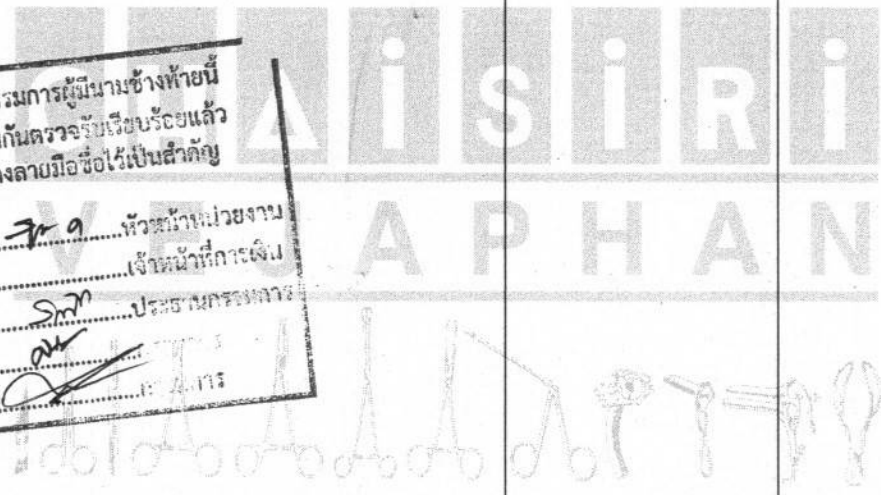 CHAiSiRi
VEJAPHAN
รมการผู้มีนามข้างท้ายนี้
กันตรวจรับเรียบร้อยแล้ว
งลายมือชื่อไว้เป็นสำคัญ
หัวหน้าหน่วยงาน
เจ้าหน้าที่การเงิน
ประธานกรรมการ